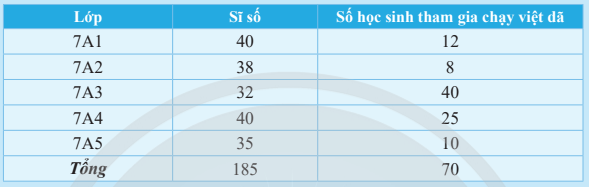 Lớp Sĩ số Số học sinh tham gia chạy việt dã
7A1 40 12
7A2 38 8
7A3 32 40
7A4 40 25
7A5 35 10
Tổng 185 70